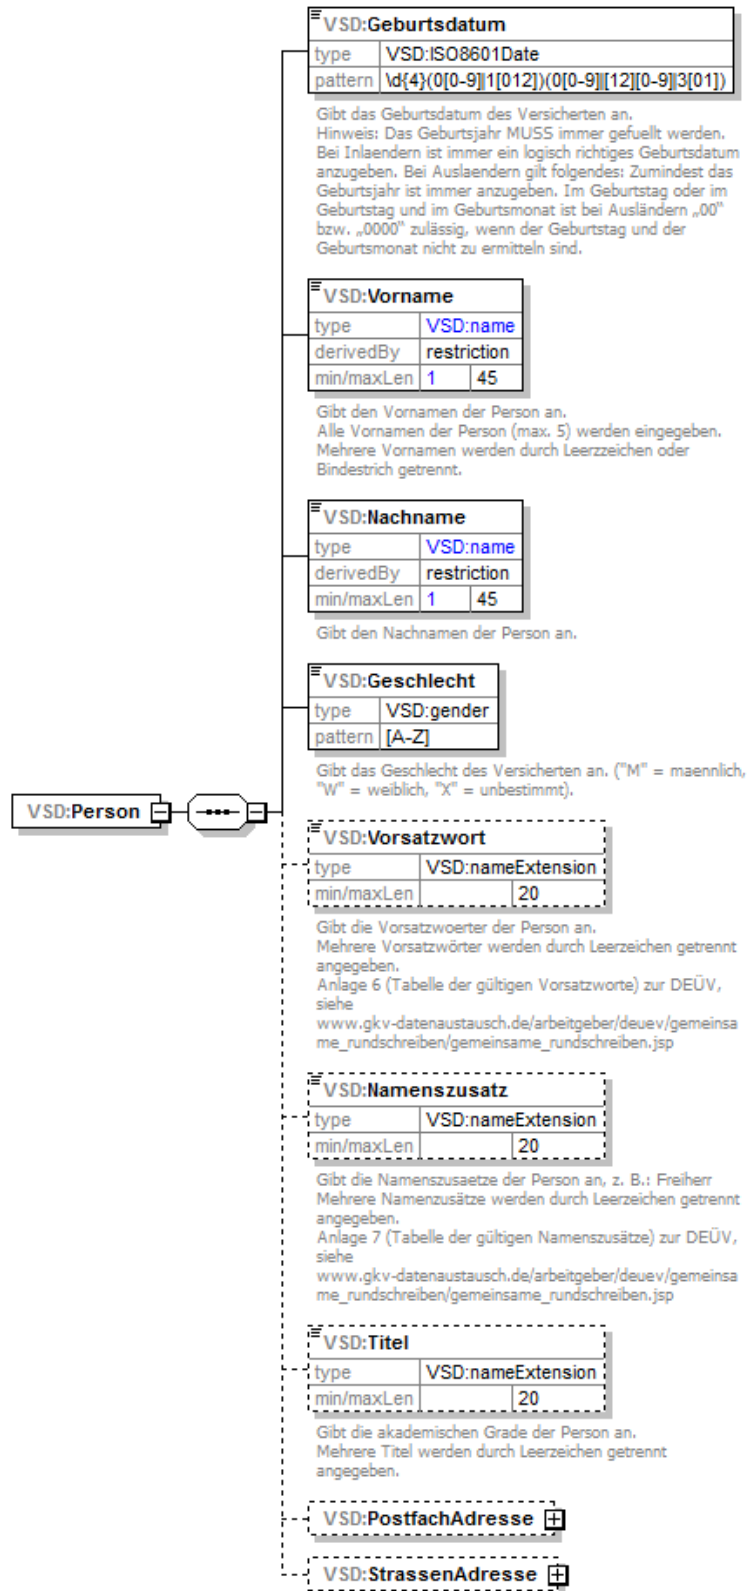 VSD:Geburtsdatum
type VSD:ISO8601Date
pattern \d{4}(0[0-9]|1[012])(0[0-9]|[12][0-9]|3[01])
Gibt das Geburtsdatum des Versicherten an.
Hinweis: Das Geburtsjahr MUSS immer gefuellt werden.
Bei Inlaendern ist immer ein logisch richtiges Geburtsdatum
anzugeben. Bei Auslaendern gilt folgendes: Zumindest das
Geburtsjahr ist immer anzugeben. Im Geburtstag oder im
Geburtstag und im Geburtsmonat ist bei Ausländern „00“
bzw. „0000“ zulässig, wenn der Geburtstag und der
Geburtsmonat nicht zu ermitteln sind.
VSD:Vorname
type VSD:name
derivedBy restriction
min/maxLen 1 45
Gibt den Vornamen der Person an.
Alle Vornamen der Person (max. 5) werden eingegeben.
Mehrere Vornamen werden durch Leerzzeichen oder
Bindestrich getrennt.
VSD:Nachname
type VSD:name
derivedBy restriction
min/maxLen 1 45
Gibt den Nachnamen der Person an.
VSD:Geschlecht
type VSD:gender
pattern [A-Z]
Gibt das Geschlecht des Versicherten an. ("M" = maennlich,
"W" = weiblich, "X" = unbestimmt).
VSD:Person
VSD:Vorsatzwort
type VSD:nameExtension
min/maxLen 20
Gibt die Vorsatzwoerter der Person an.
Mehrere Vorsatzwörter werden durch Leerzeichen getrennt
angegeben.
Anlage 6 (Tabelle der gültigen Vorsatzworte) zur DEÜV,
siehe
www.gkv-datenaustausch.de/arbeitgeber/deuev/gemeinsa
me_rundschreiben/gemeinsame_rundschreiben.jsp
VSD:Namenszusatz
type VSD:nameExtension
min/maxLen 20
Gibt die Namenszusaetze der Person an, z. B.: Freiherr
Mehrere Namenzusätze werden durch Leerzeichen getrennt
angegeben.
Anlage 7 (Tabelle der gültigen Namenszusätze) zur DEÜV,
siehe
www.gkv-datenaustausch.de/arbeitgeber/deuev/gemeinsa
me_rundschreiben/gemeinsame_rundschreiben.jsp
VSD:Titel
type VSD:nameExtension
min/maxLen 20
Gibt die akademischen Grade der Person an.
Mehrere Titel werden durch Leerzeichen getrennt
angegeben.
VSD:PostfachAdresse
VSD:StrassenAdresse